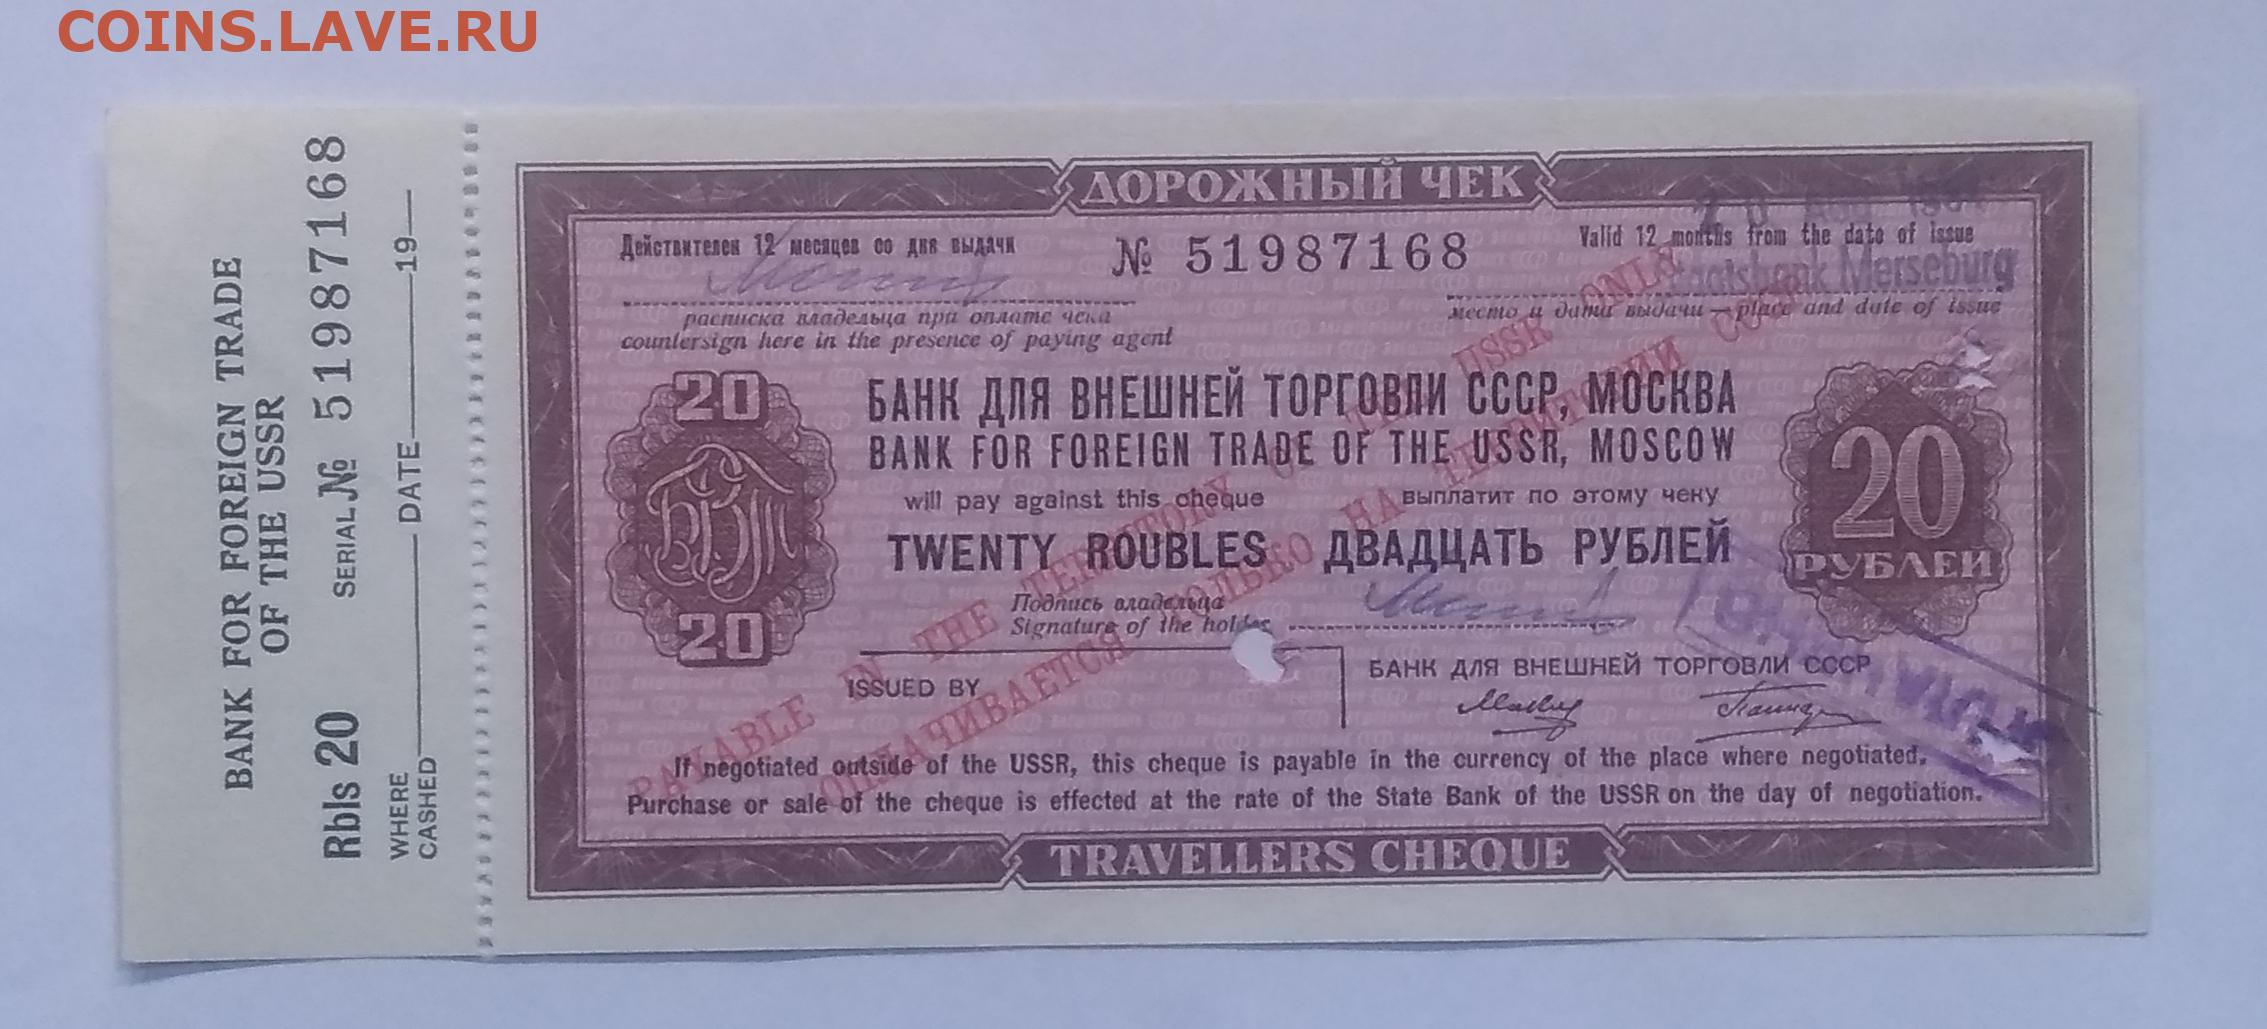 COINS.LAVE.RU
BANK FOR FOREIGN TRADE
OF THE USSR
Rbls 20 SERIAL № 51987168
WHERE CASHED DATE 19
ДОРОЖНЫЙ ЧЕК
Действителен 12 месяцев со дня выдачи
№ 51987168
Valid 12 months from the date of issue
Staatsbank Merseburg
расписка владельца при оплате чека
countersign here in the presence of paying agent
место и дата выдачи — place and date of issue
20
БВТ
20
БАНК ДЛЯ ВНЕШНЕЙ ТОРГОВЛИ СССР, МОСКВА
BANK FOR FOREIGN TRADE OF THE USSR, MOSCOW
will pay against this cheque выплатит по этому чеку
TWENTY ROUBLES ДВАДЦАТЬ РУБЛЕЙ
20
РУБЛЕЙ
Подпись владельца
Signature of the holder
ISSUED BY
БАНК ДЛЯ ВНЕШНЕЙ ТОРГОВЛИ СССР
PAYABLE IN THE TERRITORY OF THE USSR ONLY
ОПЛАЧИВАЕТСЯ ТОЛЬКО НА ТЕРРИТОРИИ СССР
If negotiated outside of the USSR, this cheque is payable in the currency of the place where negotiated.
Purchase or sale of the cheque is effected at the rate of the State Bank of the USSR on the day of negotiation.
TRAVELLERS CHEQUE